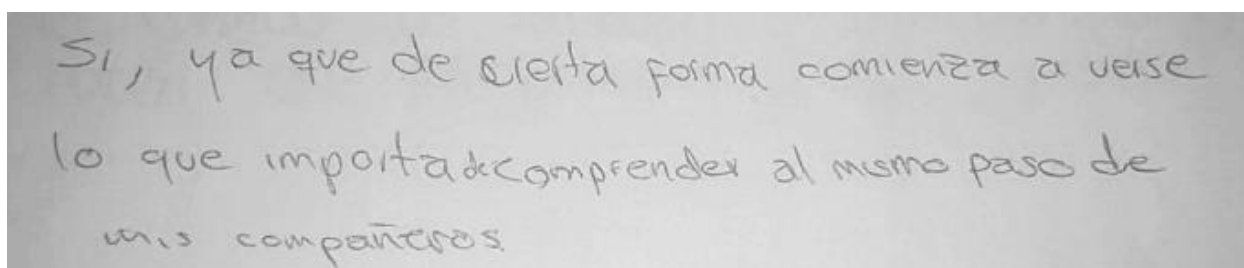 Si, ya que de cierta forma comienza a verse
lo que importa de comprender al mismo paso de
mis compañeros